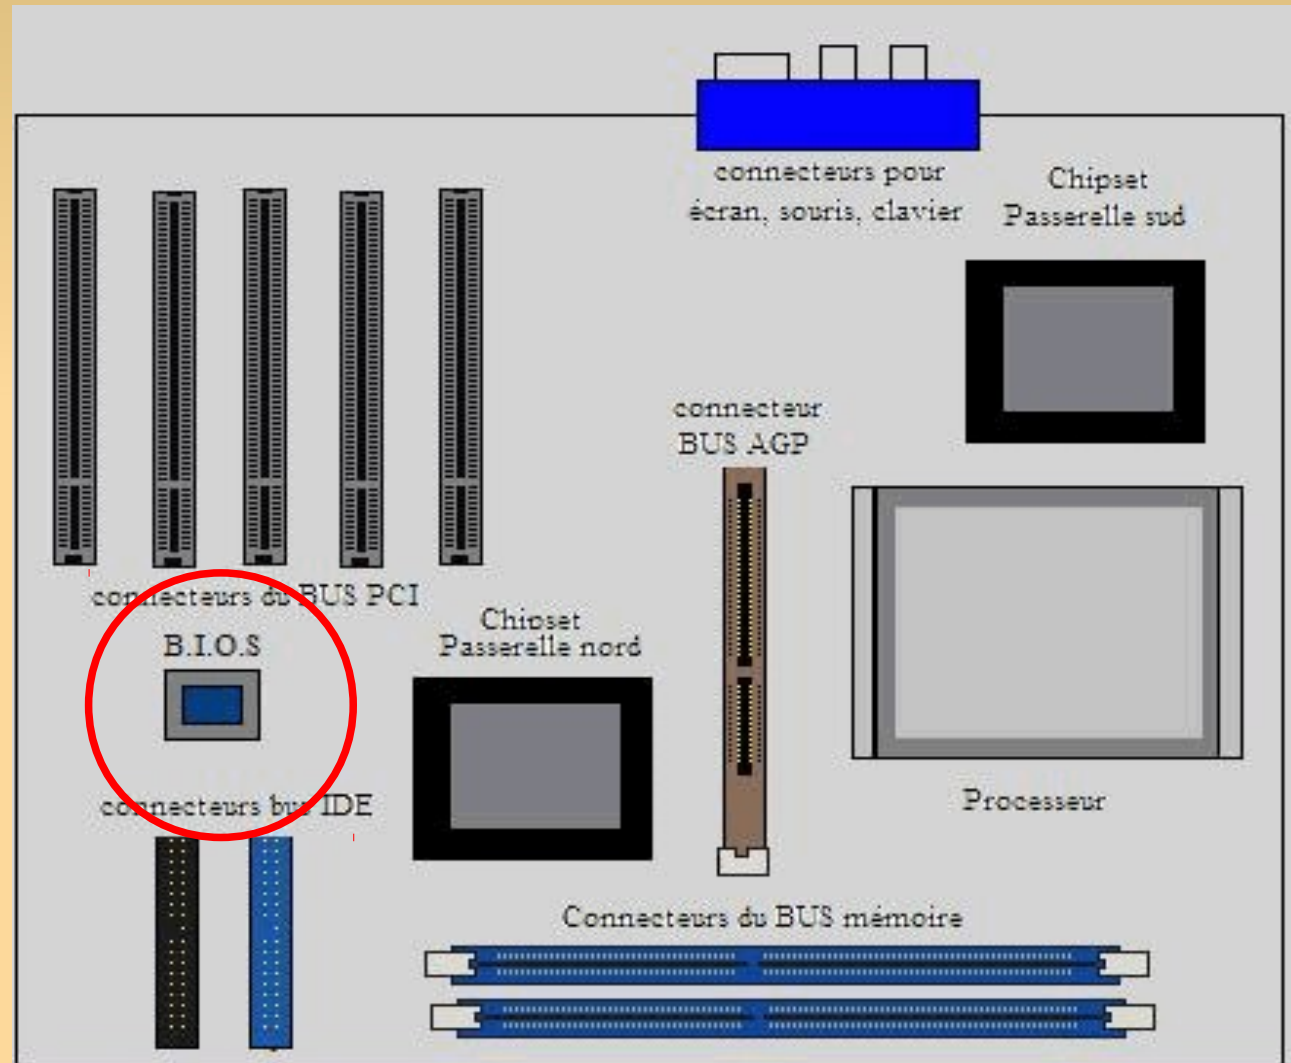 connecteurs pour
écran, souris, clavier
Chipset
Passerelle sud
connecteur
BUS AGP
connecteurs du BUS PCI
B.I.O.S
Chipset
Passerelle nord
connecteurs bus IDE
Processeur
Connecteurs du BUS mémoire